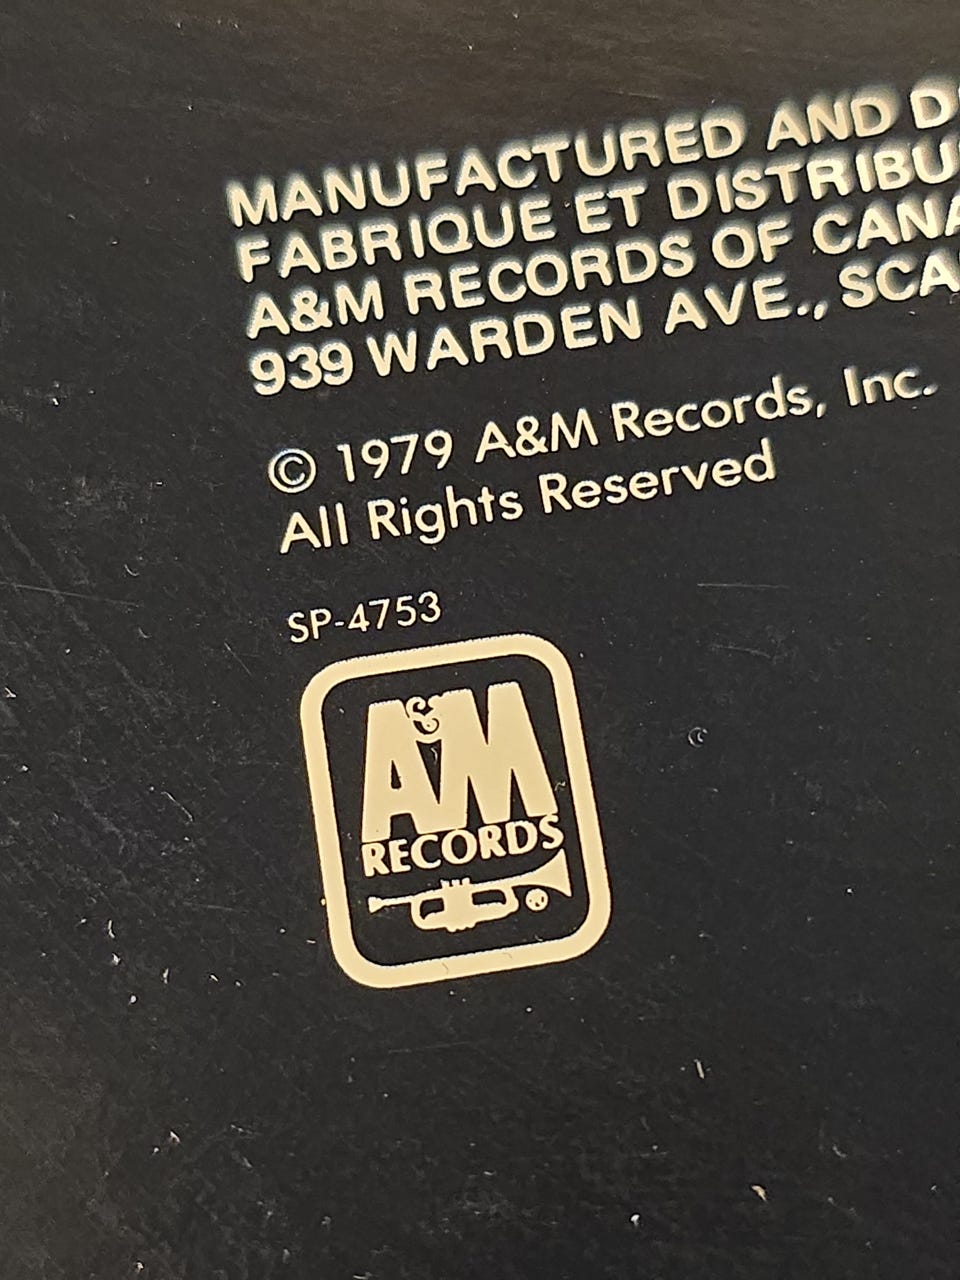 MANUFACTURED AND D
FABRIQUE ET DISTRIBU
A&M RECORDS OF CANA
939 WARDEN AVE., SCA
© 1979 A&M Records, Inc.
All Rights Reserved
SP-4753
A&M
RECORDS
®